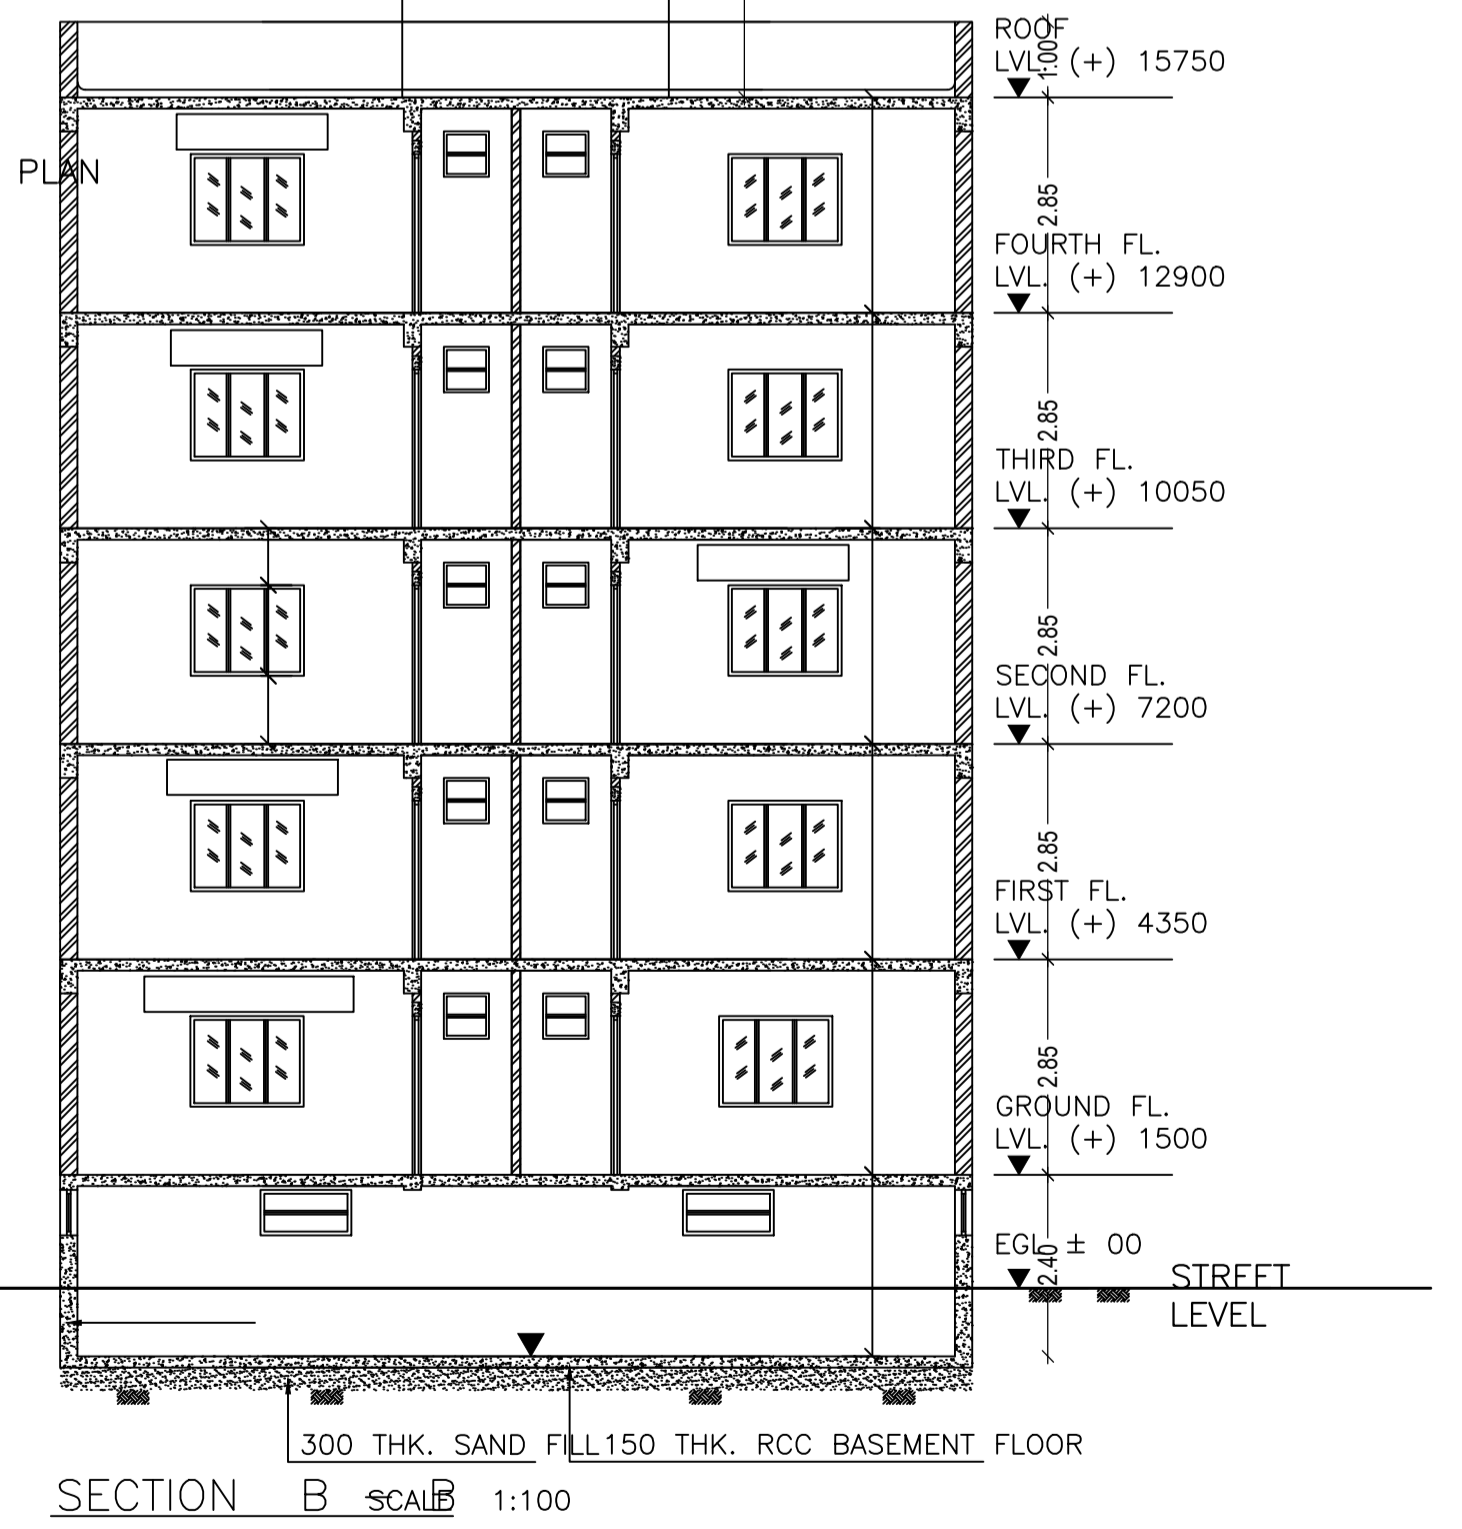 ROOF
LVL. (+) 15750
1.00
PLAN
2.85
FOURTH FL.
LVL. (+) 12900
2.85
THIRD FL.
LVL. (+) 10050
2.85
SECOND FL.
LVL. (+) 7200
2.85
FIRST FL.
LVL. (+) 4350
2.85
GROUND FL.
LVL. (+) 1500
EGL ± 00
2.40
STREET
LEVEL
300 THK. SAND FILL 150 THK. RCC BASEMENT FLOOR
SECTION B - B SCALE 1:100